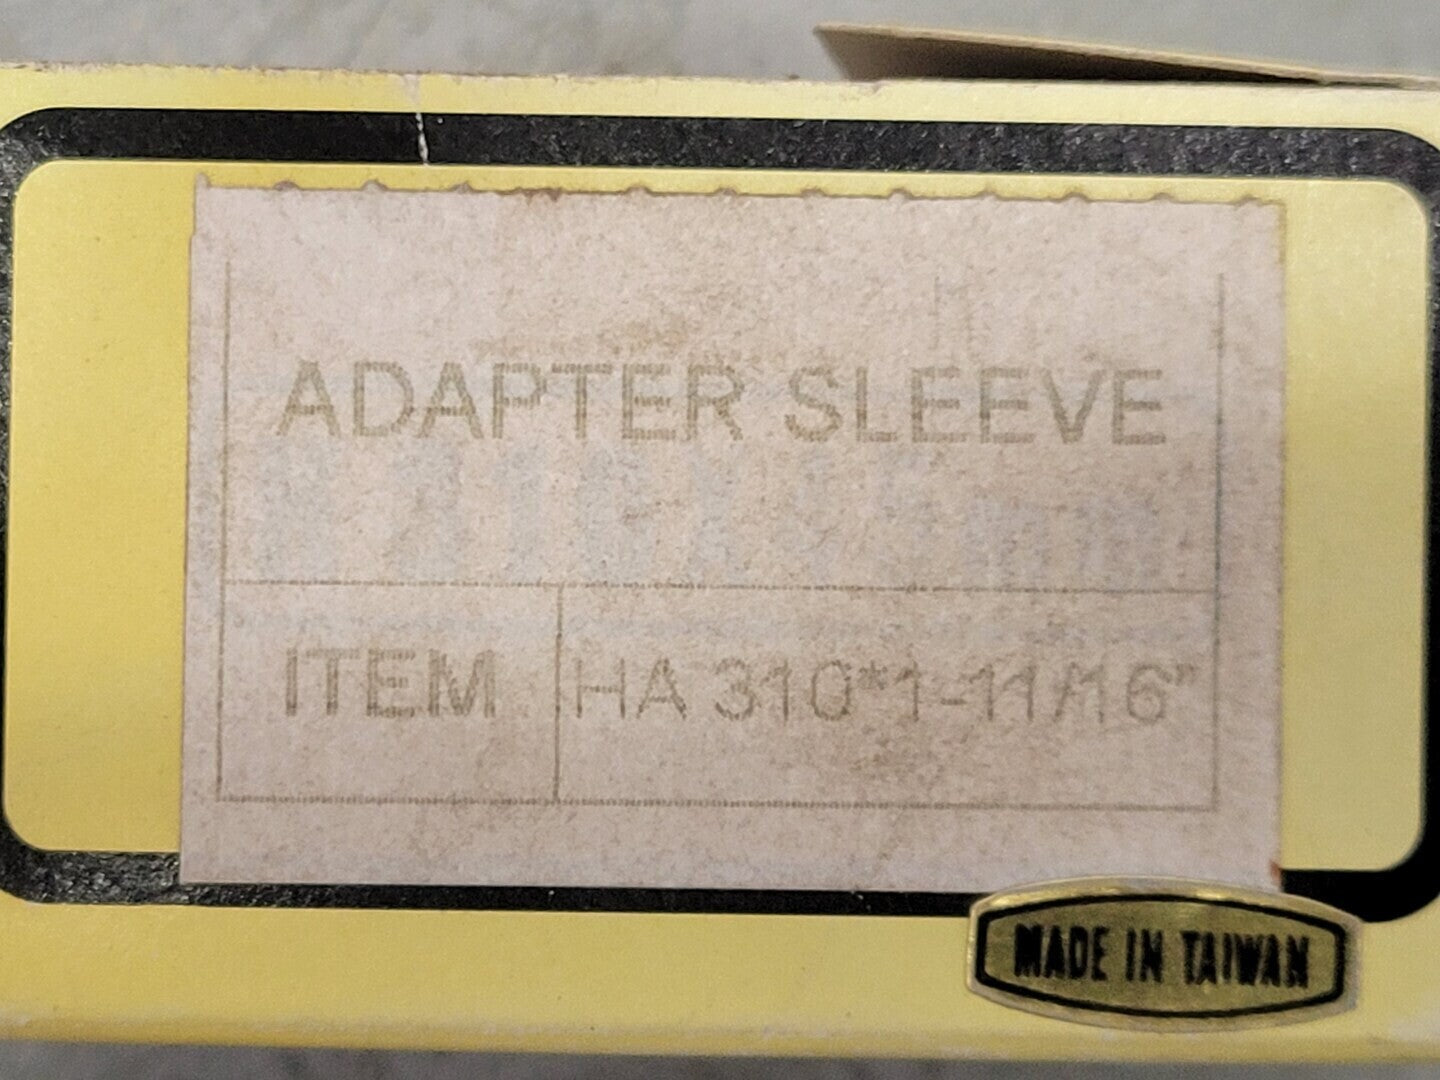 ADAPTER SLEEVE
ITEM HA 310*1-11/16"
MADE IN TAIWAN